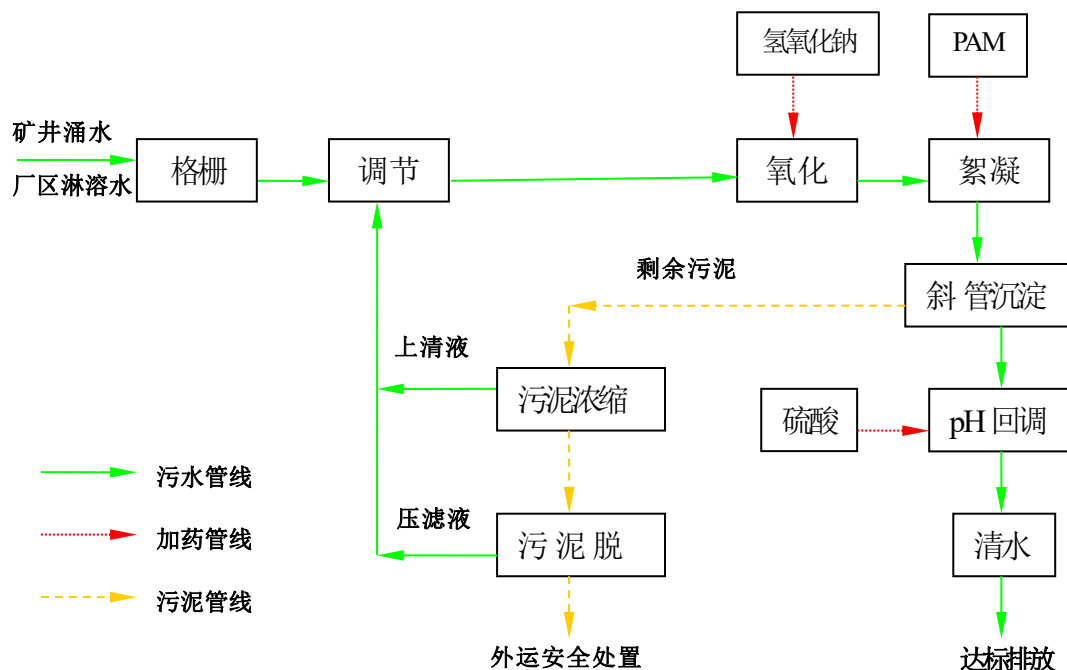 氢氧化钠
PAM
矿井涌水
厂区淋溶水
格栅
调节
氧化
絮凝
剩余污泥
斜管沉淀
上清液
污泥浓缩
硫酸
pH回调
污水管线
压滤液
加药管线
污泥脱
清水
污泥管线
外运安全处置
达标排放